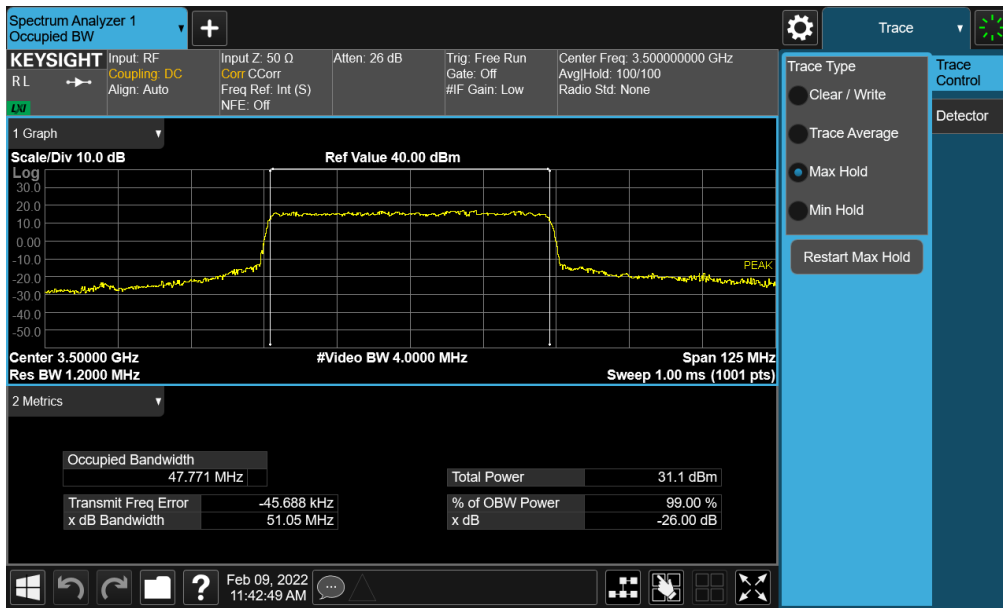 Spectrum Analyzer 1
Occupied BW
Trace
KEYSIGHT
R L
LXI
Input: RF
Coupling: DC
Align: Auto
Input Z: 50 Ω
Corr CCorr
Freq Ref: Int (S)
NFE: Off
Atten: 26 dB
Trig: Free Run
Gate: Off
#IF Gain: Low
Center Freq: 3.500000000 GHz
Avg|Hold: 100/100
Radio Std: None
1 Graph
Scale/Div 10.0 dB
Ref Value 40.00 dBm
Log
30.0
20.0
10.0
0.00
-10.0
-20.0
-30.0
-40.0
-50.0
PEAK
Center 3.50000 GHz
#Video BW 4.0000 MHz
Span 125 MHz
Res BW 1.2000 MHz
Sweep 1.00 ms (1001 pts)
2 Metrics
Occupied Bandwidth
47.771 MHz
Total Power 31.1 dBm
Transmit Freq Error -45.688 kHz
% of OBW Power 99.00 %
x dB Bandwidth 51.05 MHz
x dB -26.00 dB
Trace Type
Clear / Write
Trace Average
Max Hold
Min Hold
Restart Max Hold
Trace
Control
Detector
?
Feb 09, 2022
11:42:49 AM